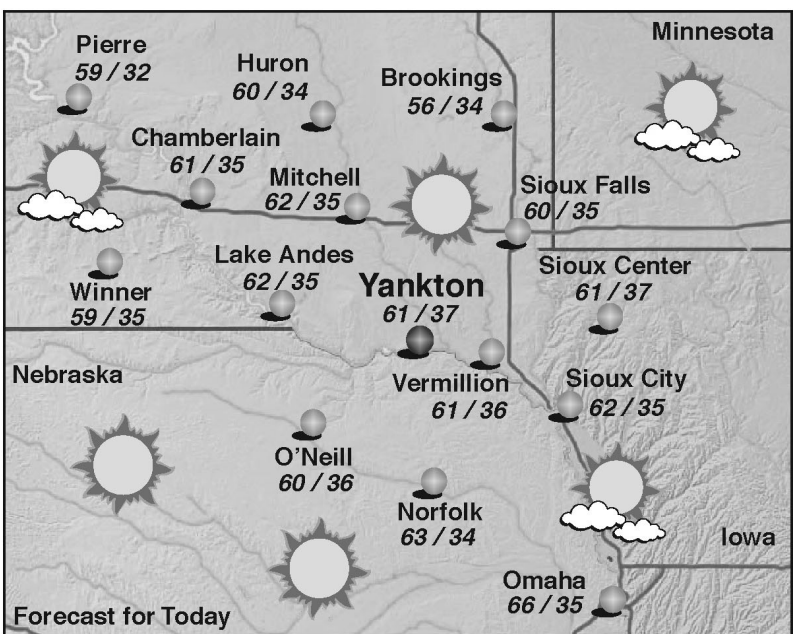 Pierre
59 / 32
Huron
60 / 34
Brookings
56 / 34
Minnesota
Chamberlain
61 / 35
Mitchell
62 / 35
Sioux Falls
60 / 35
Winner
59 / 35
Lake Andes
62 / 35
Yankton
61 / 37
Sioux Center
61 / 37
Nebraska
Vermillion
61 / 36
Sioux City
62 / 35
O'Neill
60 / 36
Norfolk
63 / 34
Iowa
Omaha
66 / 35
Forecast for Today